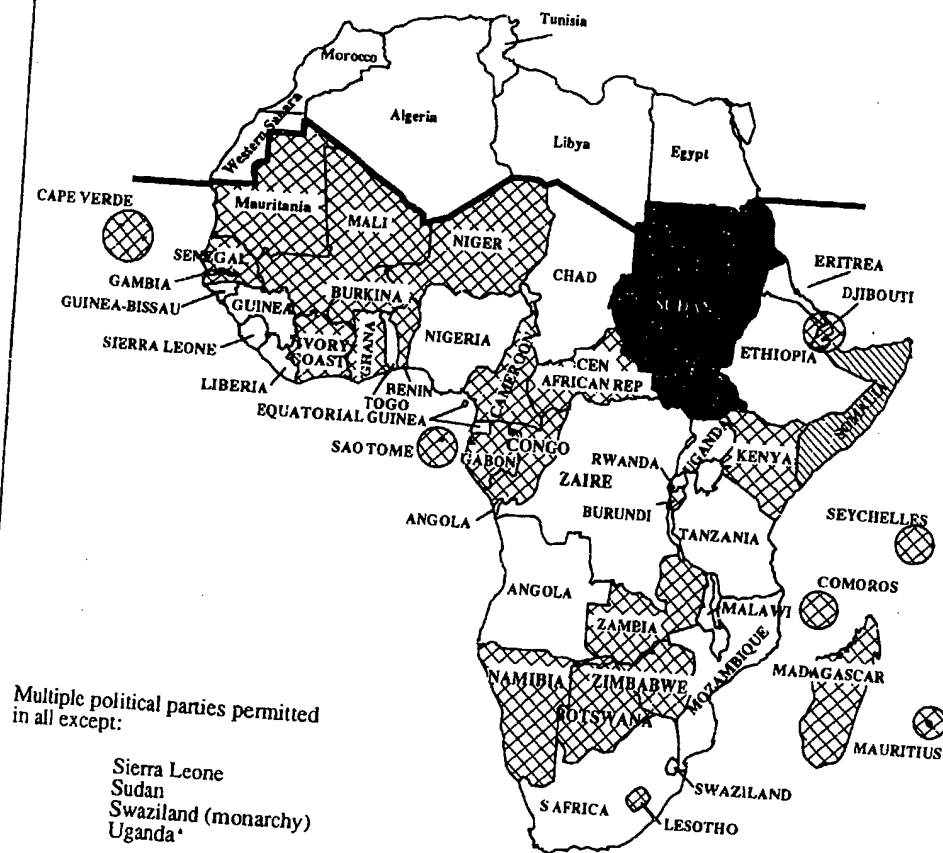 Tunisia
Morocco
Algeria
Western Sahara
Libya
Egypt
CAPE VERDE
Mauritania
MALI
NIGER
SENEGAL
CHAD
ERITREA
GAMBIA
DJIBOUTI
GUINEA-BISSAU
GUINEA
BURKINA
SUDAN
SIERRA LEONE
IVORY
COAST
GHANA
NIGERIA
ETHIOPIA
LIBERIA
BENIN
TOGO
CAMEROON
CEN
AFRICAN REP
SOMALIA
EQUATORIAL GUINEA
SAO TOME
GABON
CONGO
ZAIRE
RWANDA
UGANDA
KENYA
BURUNDI
ANGOLA
TANZANIA
SEYCHELLES
ANGOLA
COMOROS
MALAWI
ZAMBIA
MOZAMBIQUE
MADAGASCAR
NAMIBIA
ZIMBABWE
BOTSWANA
MAURITIUS
SWAZILAND
S AFRICA
LESOTHO
Multiple political parties permitted
in all except:
Sierra Leone
Sudan
Swaziland (monarchy)
Uganda*